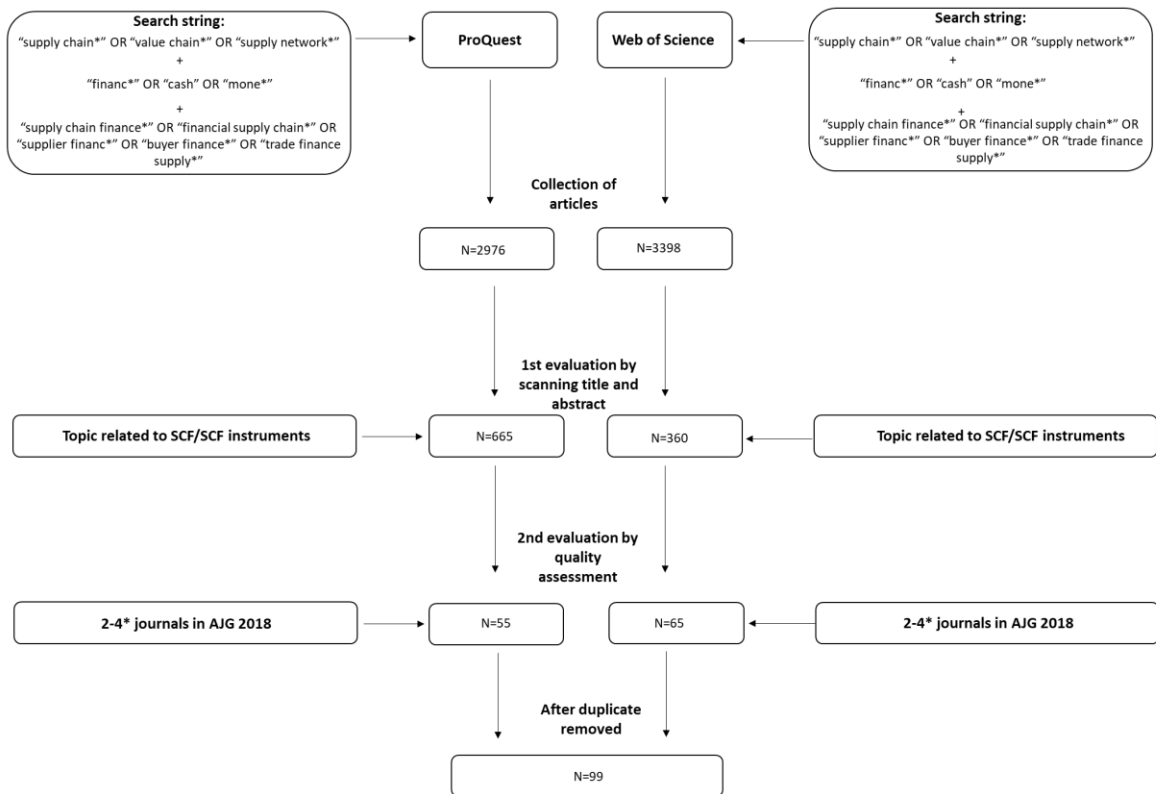 Search string:
“supply chain*” OR “value chain*” OR “supply network*”
+
“financ*” OR “cash” OR “mone*”
+
“supply chain finance*” OR “financial supply chain*” OR
“supplier financ*” OR “buyer finance*” OR “trade finance
supply*”
ProQuest
Web of Science
Search string:
“supply chain*” OR “value chain*” OR “supply network*”
+
“financ*” OR “cash” OR “mone*”
+
“supply chain finance*” OR “financial supply chain*” OR
“supplier financ*” OR “buyer finance*” OR “trade finance
supply*”
Collection of
articles
N=2976
N=3398
1st evaluation by
scanning title and
abstract
Topic related to SCF/SCF instruments
N=665
N=360
Topic related to SCF/SCF instruments
2nd evaluation by
quality
assessment
2-4* journals in AJG 2018
N=55
N=65
2-4* journals in AJG 2018
After duplicate
removed
N=99